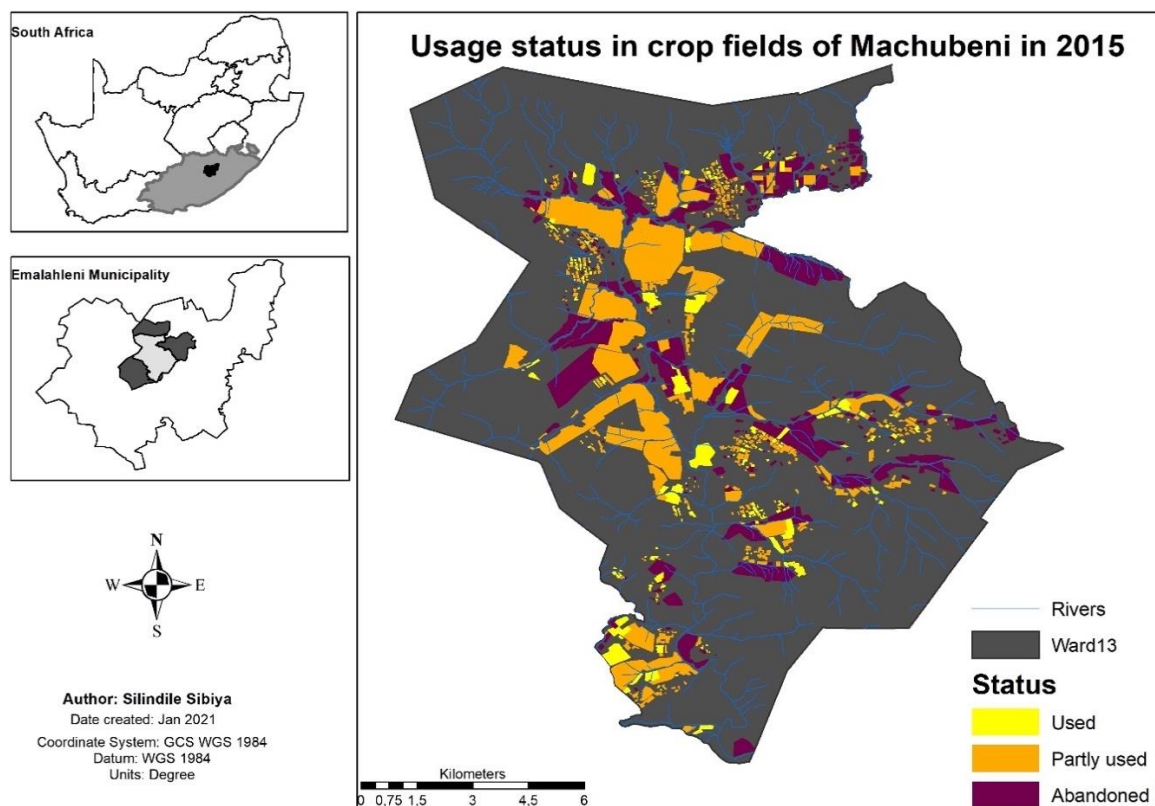 South Africa
Usage status in crop fields of Machubeni in 2015
Emalahleni Municipality
N
W E
S
Author: Silindile Sibiya
Date created: Jan 2021
Coordinate System: GCS WGS 1984
Datum: WGS 1984
Units: Degree
Kilometers
0 0.75 1.5 3 4.5 6
Rivers
Ward13
Status
Used
Partly used
Abandoned